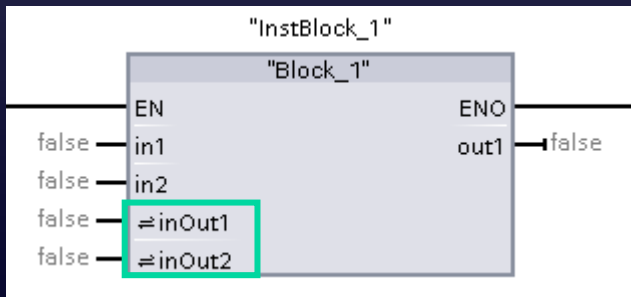 "InstBlock_1"
"Block_1"
EN ENO
false in1 out1 false
false in2
false ⇌inOut1
false ⇌inOut2